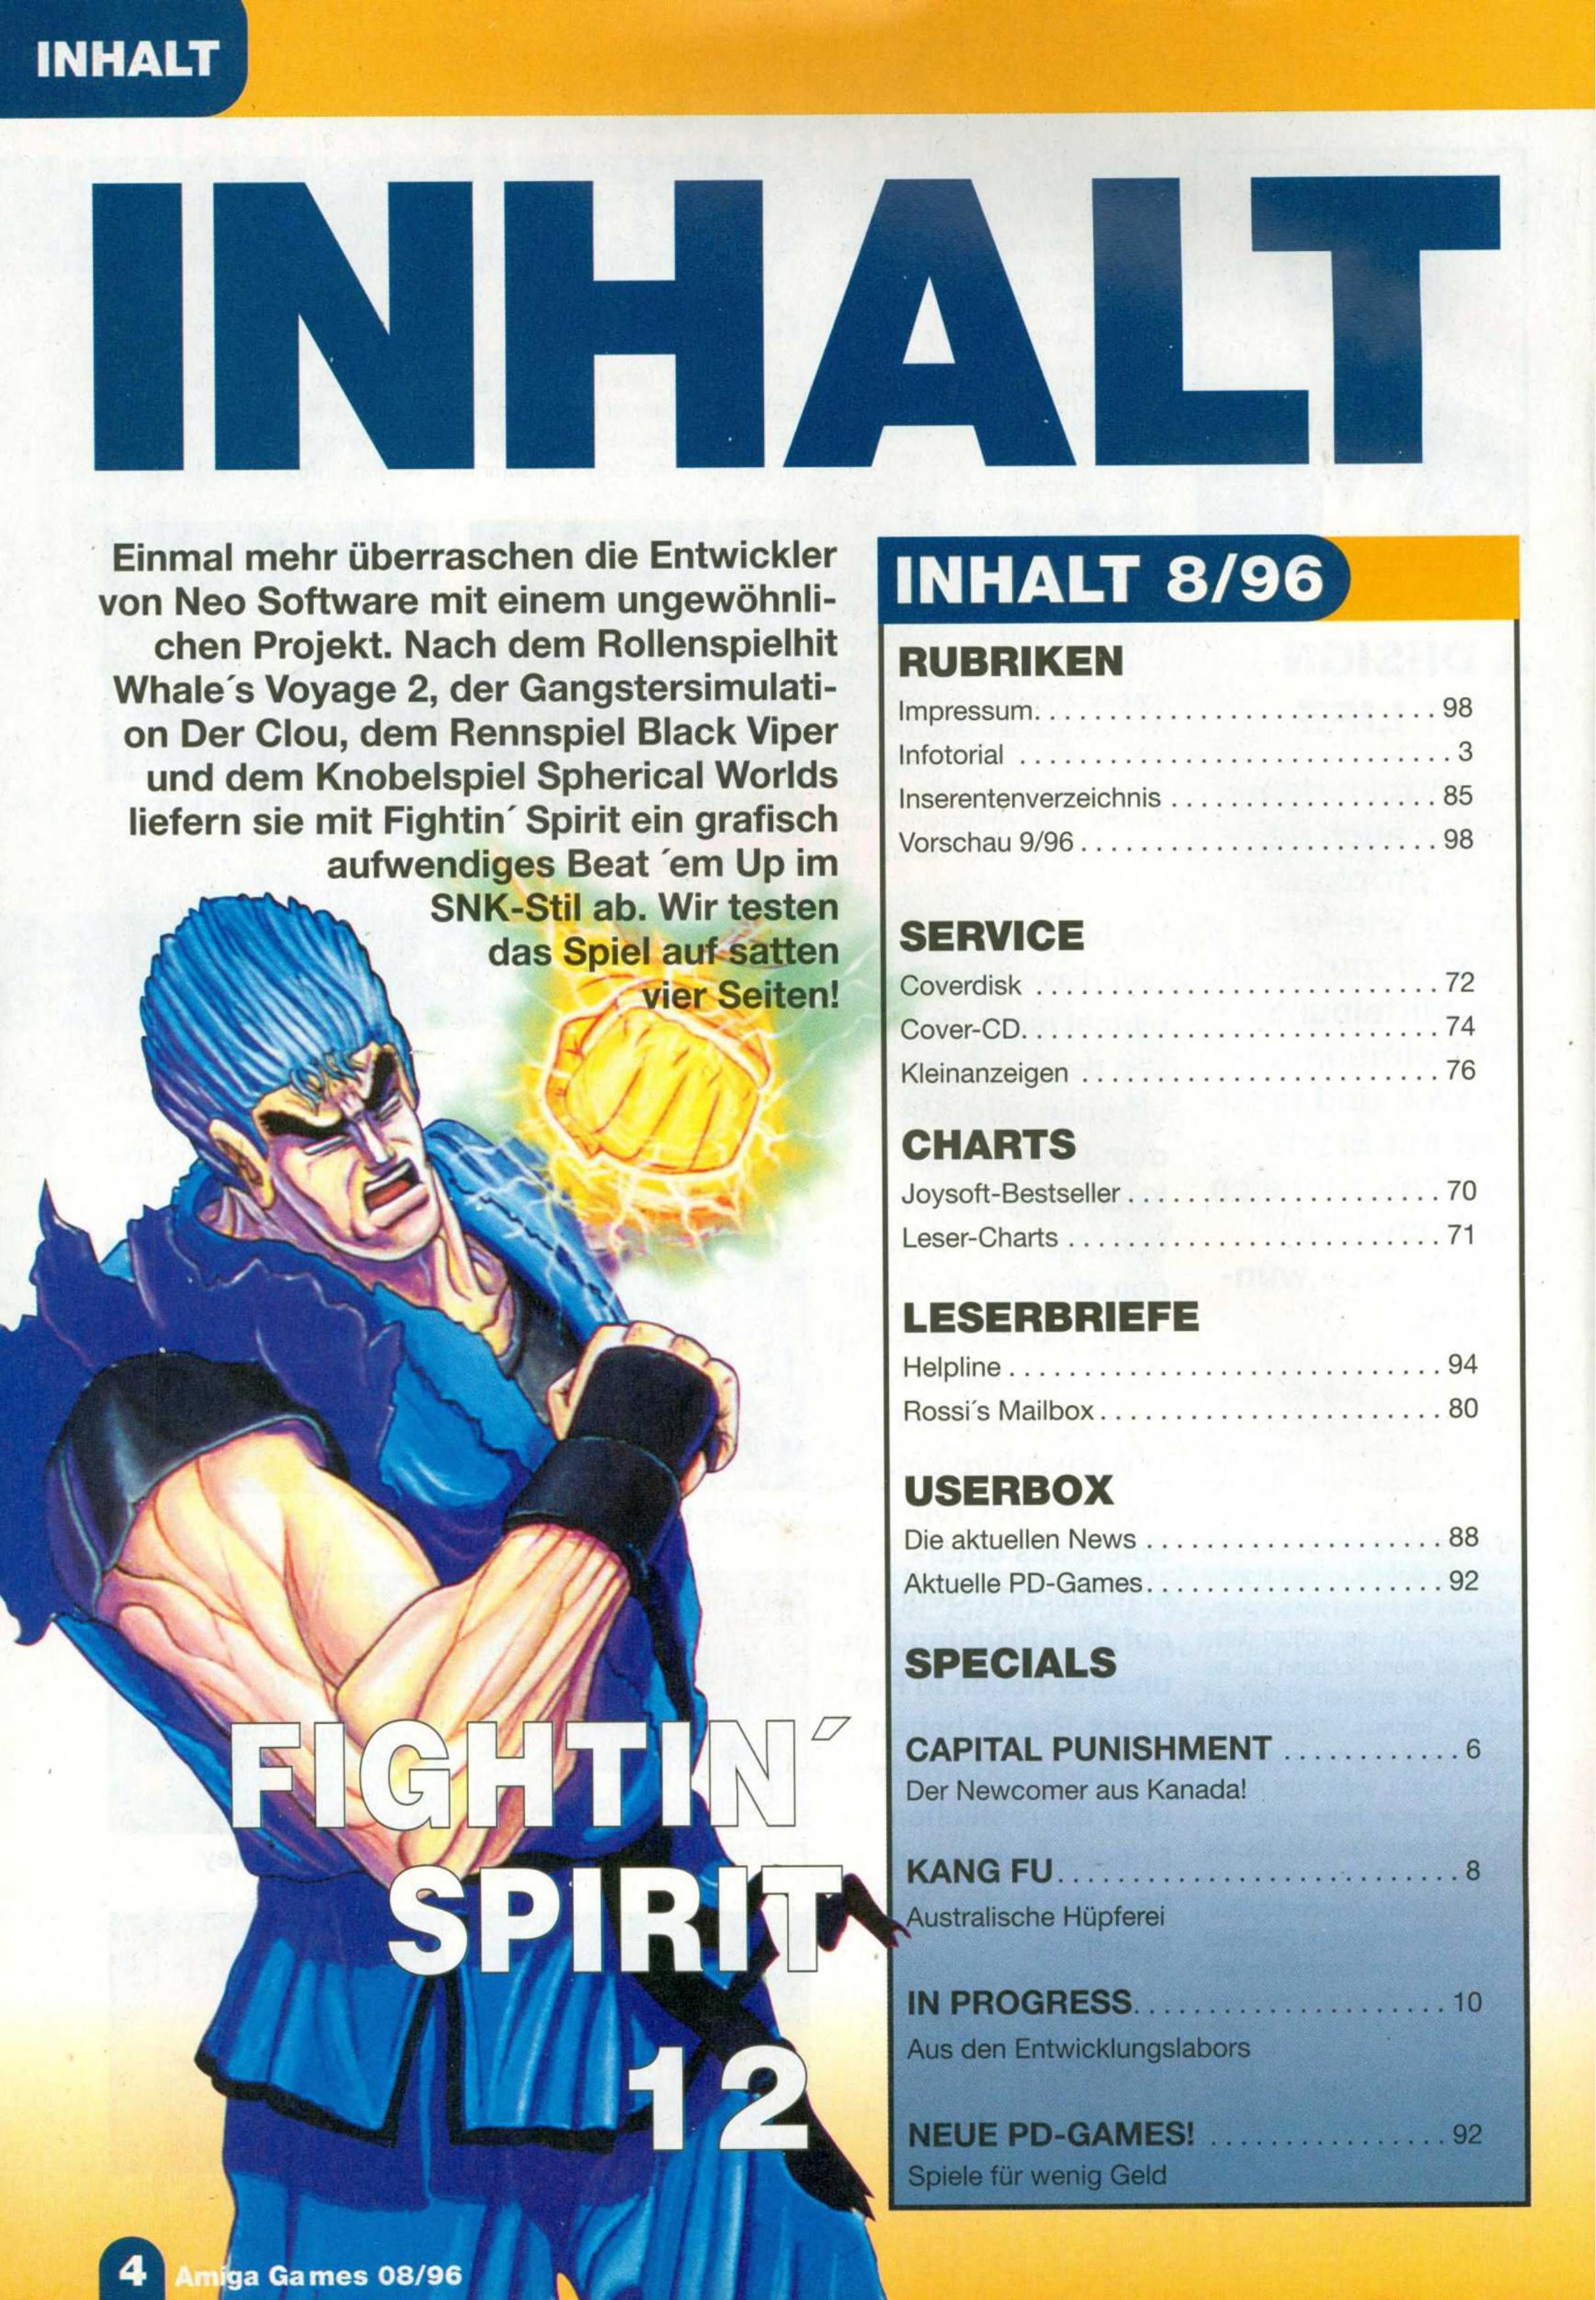 INHALT
INHALT
Einmal mehr überraschen die Entwickler
von Neo Software mit einem ungewöhnli-
chen Projekt. Nach dem Rollenspielhit
Whale´s Voyage 2, der Gangstersimulati-
on Der Clou, dem Rennspiel Black Viper
und dem Knobelspiel Spherical Worlds
liefern sie mit Fightin´ Spirit ein grafisch
aufwendiges Beat ´em Up im
SNK-Stil ab. Wir testen
das Spiel auf satten
vier Seiten!
FIGHTIN´
SPIRIT
12
INHALT 8/96
RUBRIKEN
Impressum. . . . . . . . . . . . . . . . . . . . . . . . . . . 98
Infotorial . . . . . . . . . . . . . . . . . . . . . . . . . . . . . 3
Inserentenverzeichnis . . . . . . . . . . . . . . . . . . 85
Vorschau 9/96 . . . . . . . . . . . . . . . . . . . . . . . . 98
SERVICE
Coverdisk . . . . . . . . . . . . . . . . . . . . . . . . . . . 72
Cover-CD. . . . . . . . . . . . . . . . . . . . . . . . . . . . 74
Kleinanzeigen . . . . . . . . . . . . . . . . . . . . . . . . 76
CHARTS
Joysoft-Bestseller . . . . . . . . . . . . . . . . . . . . . 70
Leser-Charts . . . . . . . . . . . . . . . . . . . . . . . . . 71
LESERBRIEFE
Helpline . . . . . . . . . . . . . . . . . . . . . . . . . . . . . 94
Rossi´s Mailbox . . . . . . . . . . . . . . . . . . . . . . . 80
USERBOX
Die aktuellen News . . . . . . . . . . . . . . . . . . . . 88
Aktuelle PD-Games. . . . . . . . . . . . . . . . . . . . 92
SPECIALS
CAPITAL PUNISHMENT . . . . . . . . . . . . 6
Der Newcomer aus Kanada!
KANG FU. . . . . . . . . . . . . . . . . . . . . . . . . . . 8
Australische Hüpferei
IN PROGRESS. . . . . . . . . . . . . . . . . . . . . 10
Aus den Entwicklungslabors
NEUE PD-GAMES! . . . . . . . . . . . . . . . . 92
Spiele für wenig Geld
4 Amiga Games 08/96